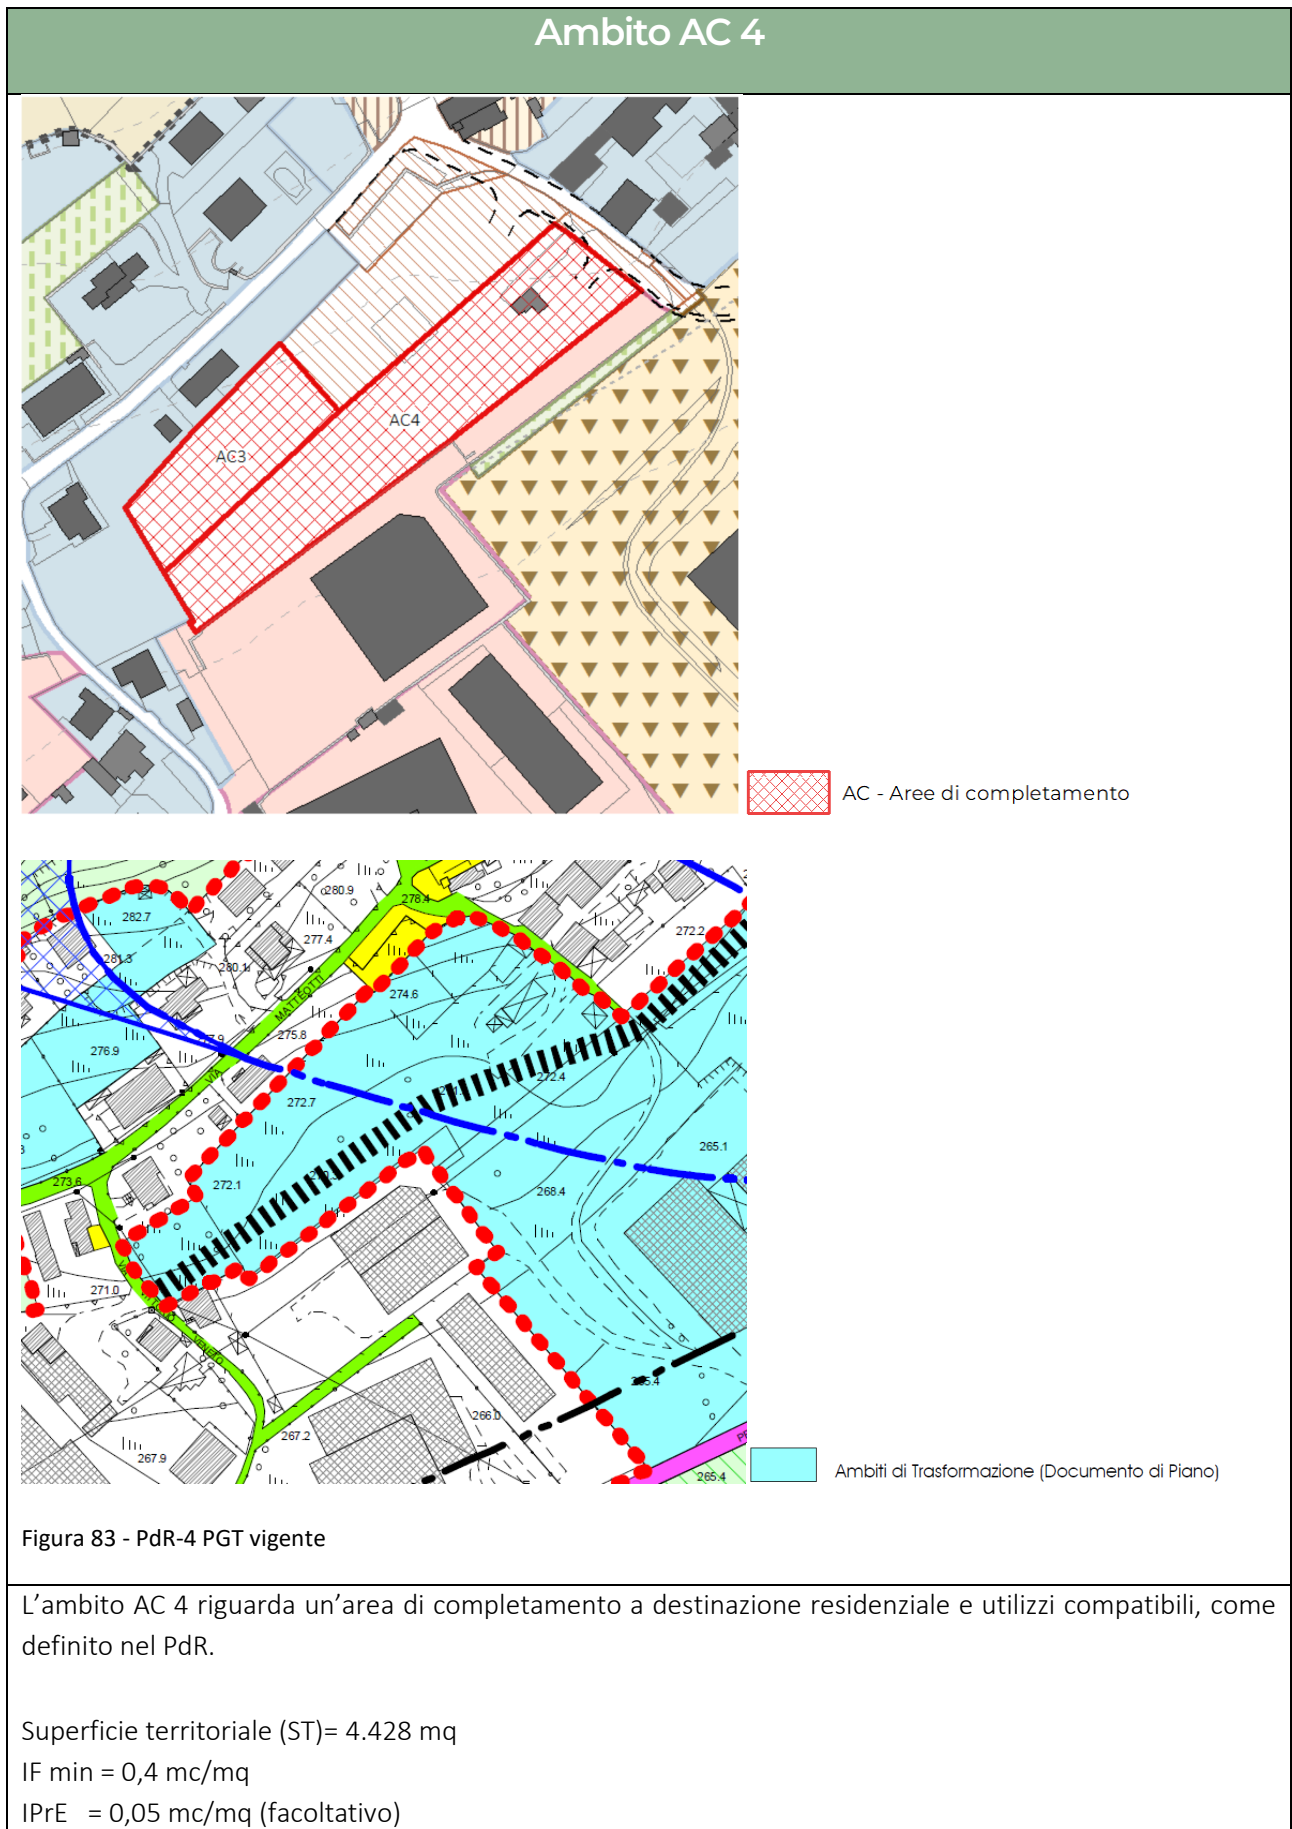 Ambito AC 4
AC4
AC3
AC - Aree di completamento
280.9
278.4
282.7
277.4
272.2
281.3
280.1
274.6
MATTEOTTI
275.8
276.9
VIA
272.4
272.7
265.1
273.6
272.1
268.4
271.0
VENETO
265.4
266.0
267.2
267.9
265.4
Ambiti di Trasformazione (Documento di Piano)
Figura 83 - PdR-4 PGT vigente
L’ambito AC 4 riguarda un’area di completamento a destinazione residenziale e utilizzi compatibili, come
definito nel PdR.
Superficie territoriale (ST)= 4.428 mq
IF min = 0,4 mc/mq
IPrE = 0,05 mc/mq (facoltativo)